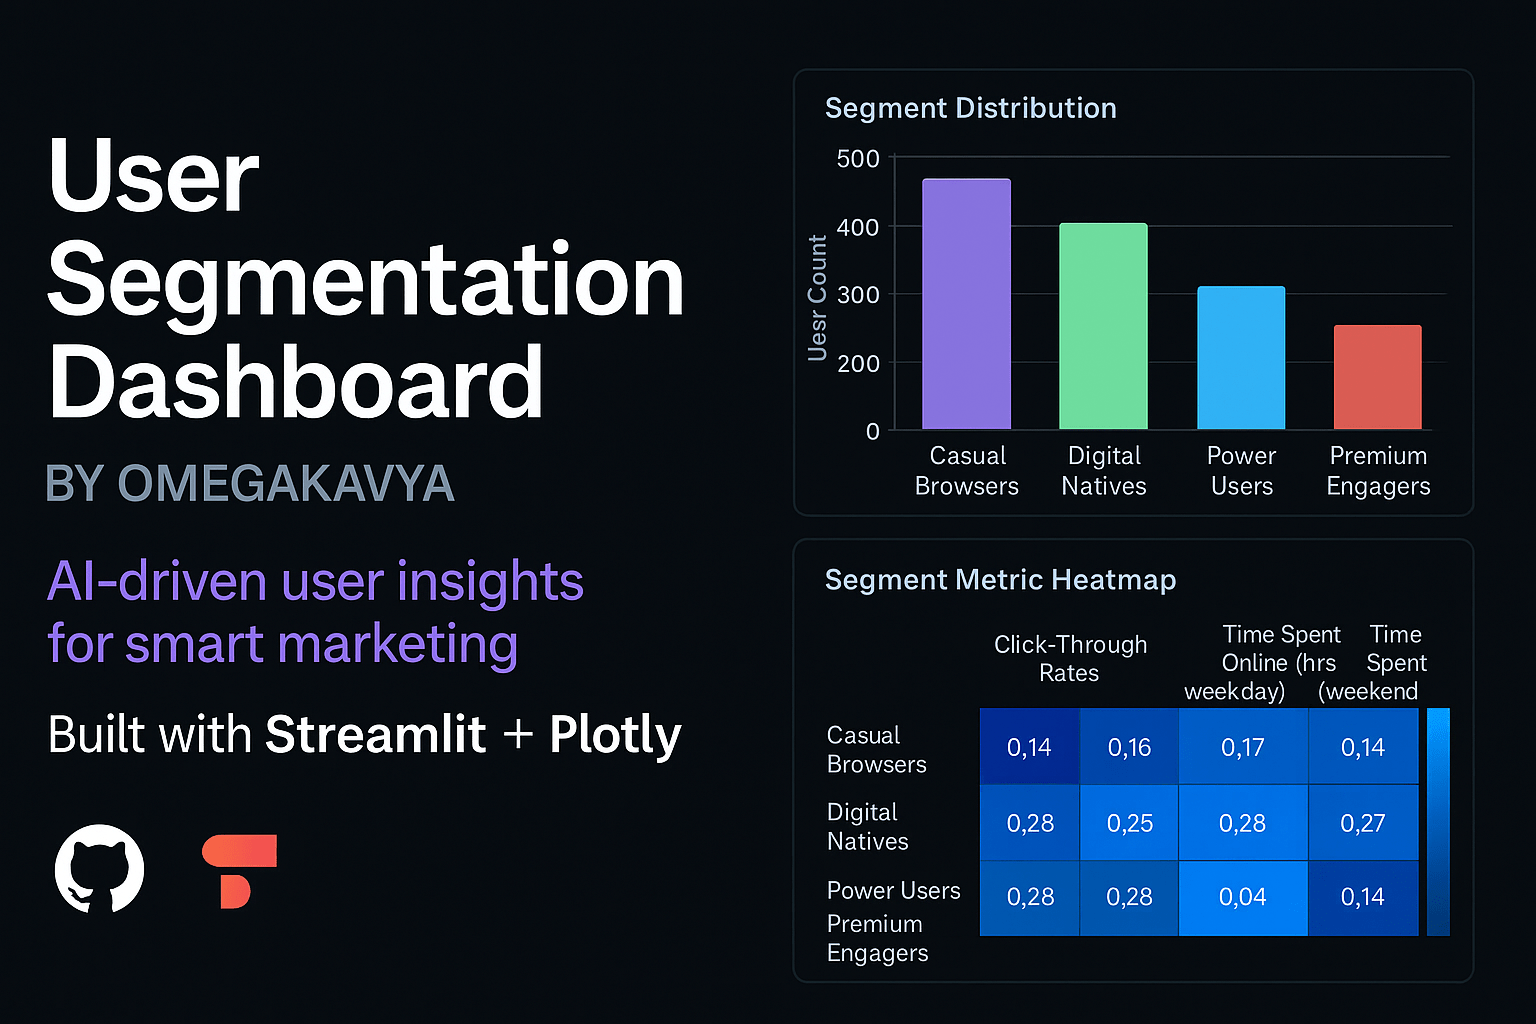 User
Segmentation
Dashboard
BY OMEGAKAVYA
AI-driven user insights
for smart marketing
Built with Streamlit + Plotly
Segment Distribution
Uesr Count
500
400
300
200
0
Casual
Browsers
Digital
Natives
Power
Users
Premium
Engagers
Segment Metric Heatmap
Click-Through
Rates
Time Spent
Online (hrs
weekday)
Time
Spent
(weekend
Casual
Browsers
0,14 0,16 0,17 0,14
Digital
Natives
0,28 0,25 0,28 0,27
Power Users
0,28 0,28 0,04 0,14
Premium
Engagers